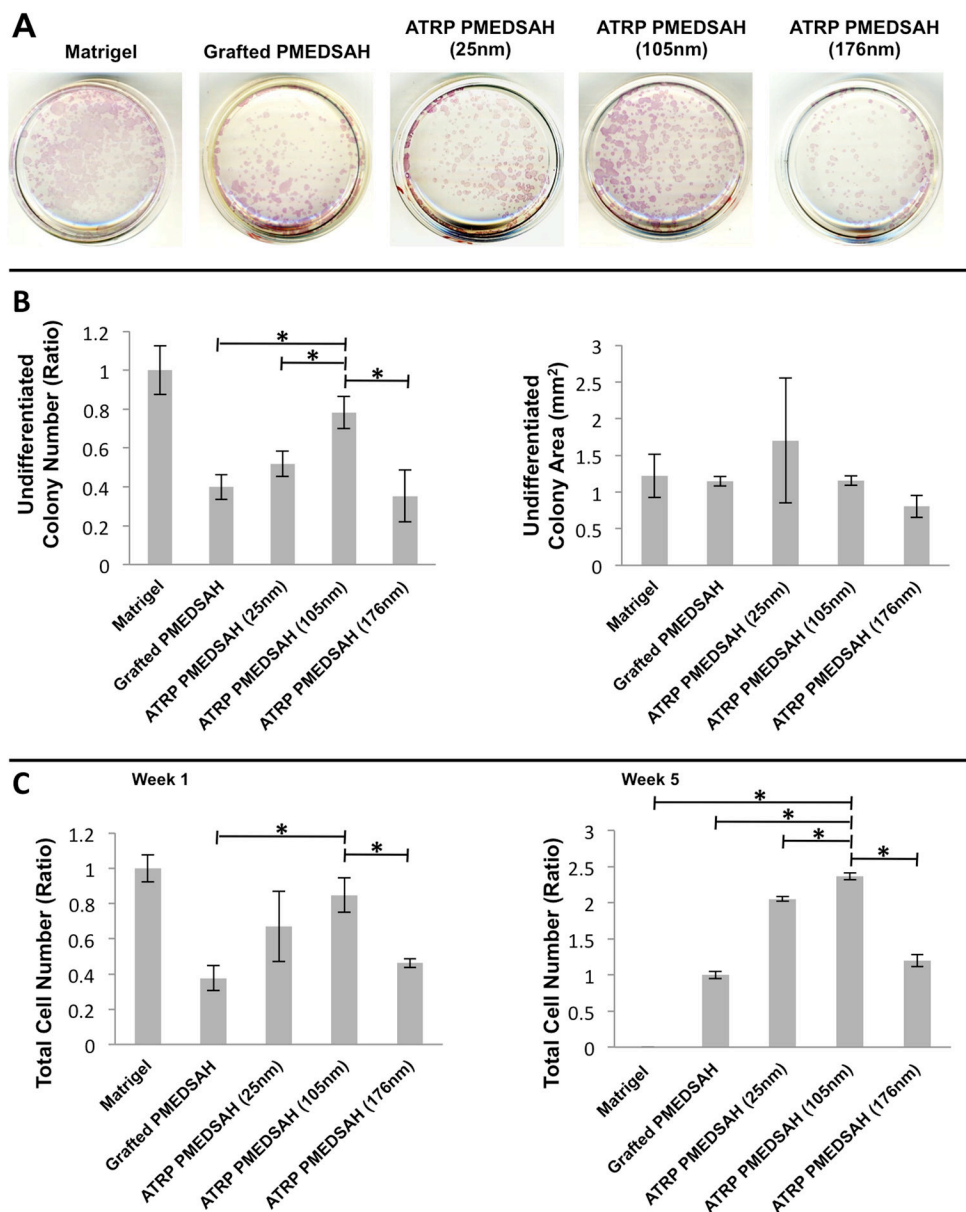 A
Matrigel
Grafted PMEDSAH
ATRP PMEDSAH
(25nm)
ATRP PMEDSAH
(105nm)
ATRP PMEDSAH
(176nm)
B
Undifferentiated
Colony Number (Ratio)
1.2
1
0.8
0.6
0.4
0.2
0
*
*
*
Matrigel
Grafted PMEDSAH
ATRP PMEDSAH (25nm)
ATRP PMEDSAH (105nm)
ATRP PMEDSAH (176nm)
Undifferentiated
Colony Area (mm²)
3
2.5
2
1.5
1
0.5
0
Matrigel
Grafted PMEDSAH
ATRP PMEDSAH (25nm)
ATRP PMEDSAH (105nm)
ATRP PMEDSAH (176nm)
C
Week 1
Total Cell Number (Ratio)
1.2
1
0.8
0.6
0.4
0.2
0
*
*
Matrigel
Grafted PMEDSAH
ATRP PMEDSAH (25nm)
ATRP PMEDSAH (105nm)
ATRP PMEDSAH (176nm)
Week 5
Total Cell Number (Ratio)
3
2.5
2
1.5
1
0.5
0
*
*
*
*
Matrigel
Grafted PMEDSAH
ATRP PMEDSAH (25nm)
ATRP PMEDSAH (105nm)
ATRP PMEDSAH (176nm)